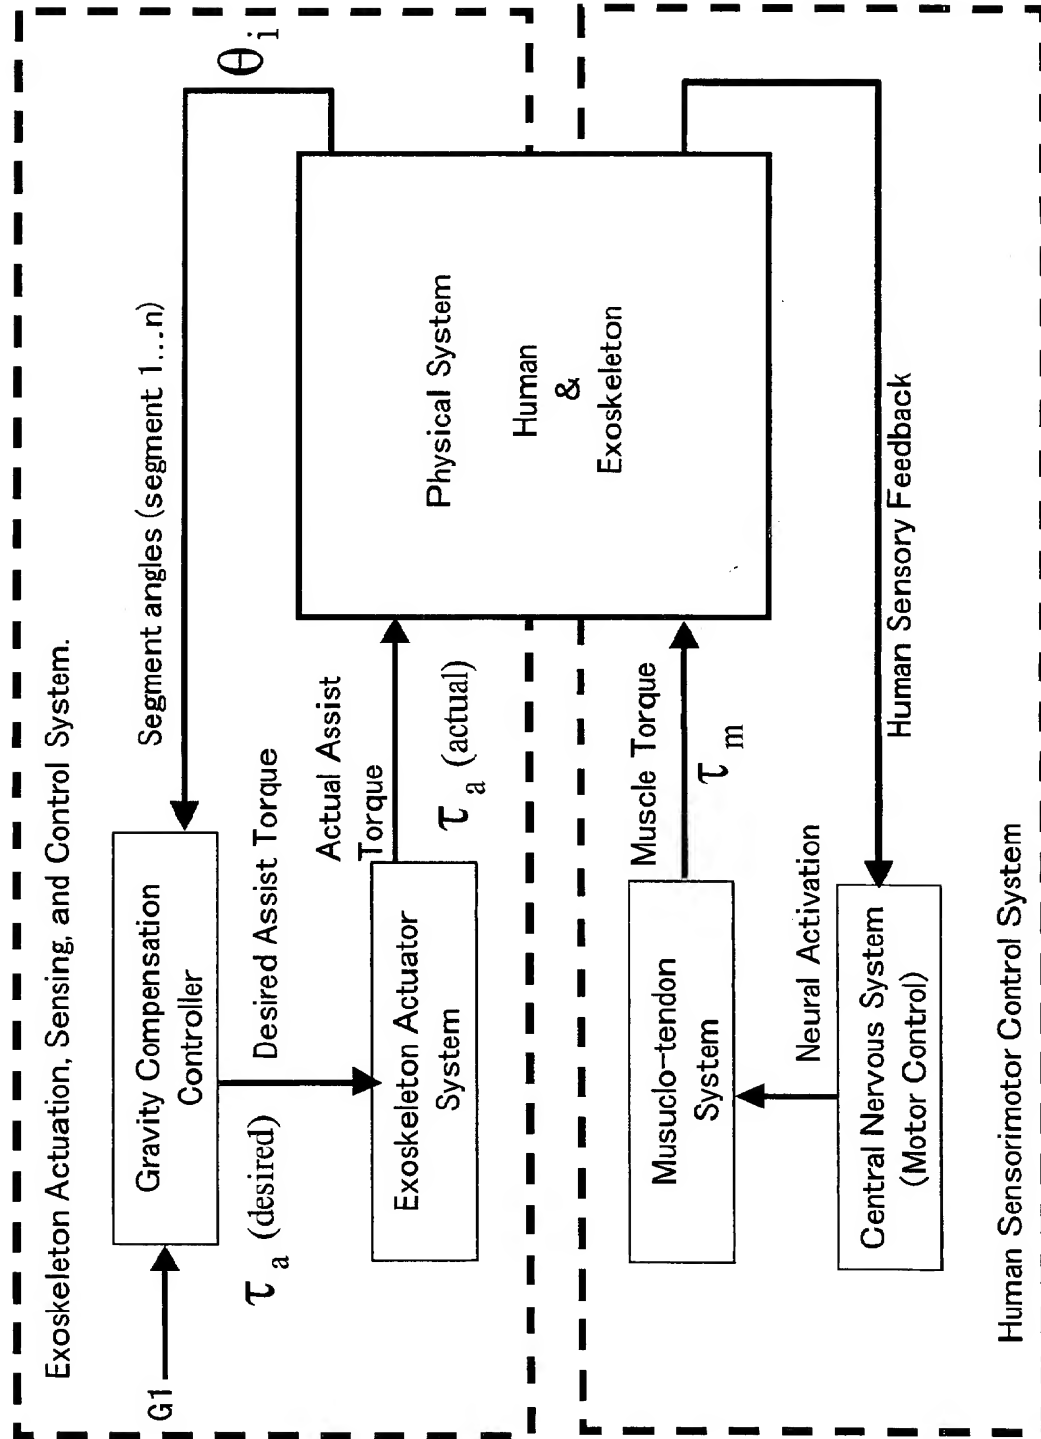 Exoskeleton Actuation, Sensing, and Control System.
G1
Gravity Compensation
Controller
Segment angles (segment 1...n)
θi
τa (desired)
Desired Assist Torque
Exoskeleton Actuator
System
Actual Assist
Torque
τa (actual)
Physical System
Human
&
Exoskeleton
Musuclo-tendon
System
Muscle Torque
τm
Neural Activation
Central Nervous System
(Motor Control)
Human Sensory Feedback
Human Sensorimotor Control System